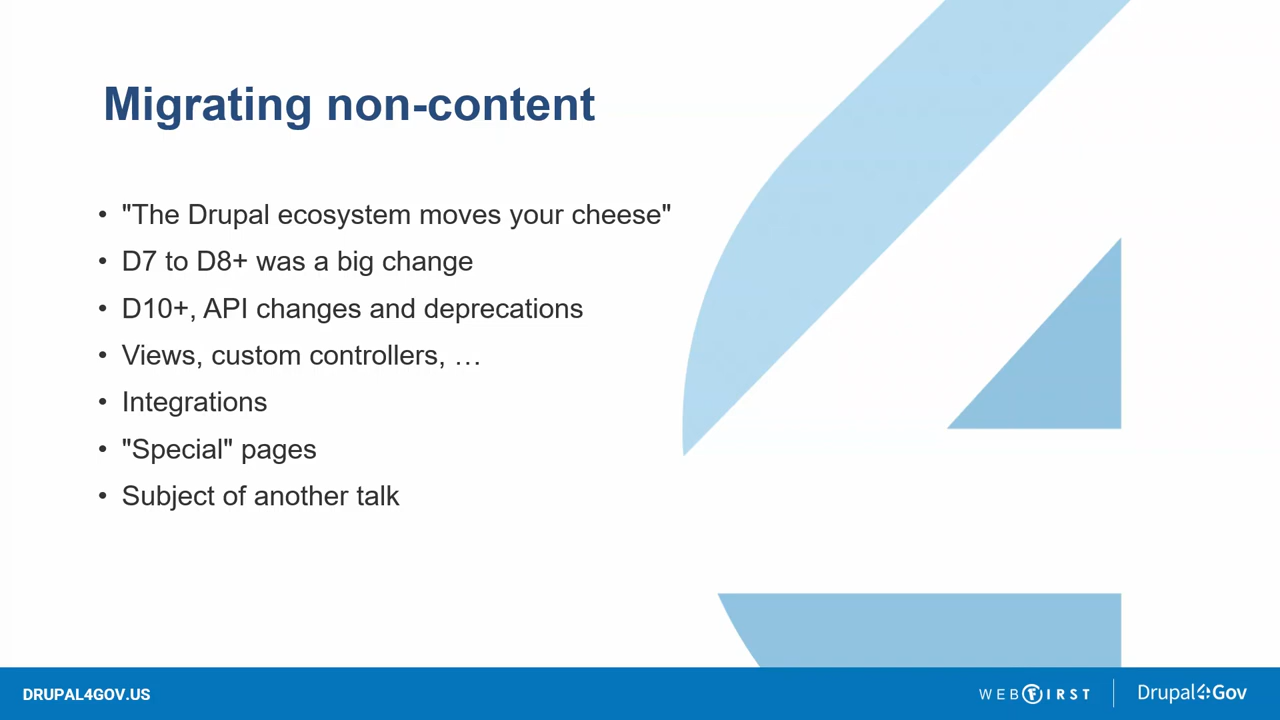 Migrating non-content
• "The Drupal ecosystem moves your cheese"
• D7 to D8+ was a big change
• D10+, API changes and deprecations
• Views, custom controllers, …
• Integrations
• "Special" pages
• Subject of another talk
DRUPAL4GOV.US
WEBFIRST
Drupal4Gov